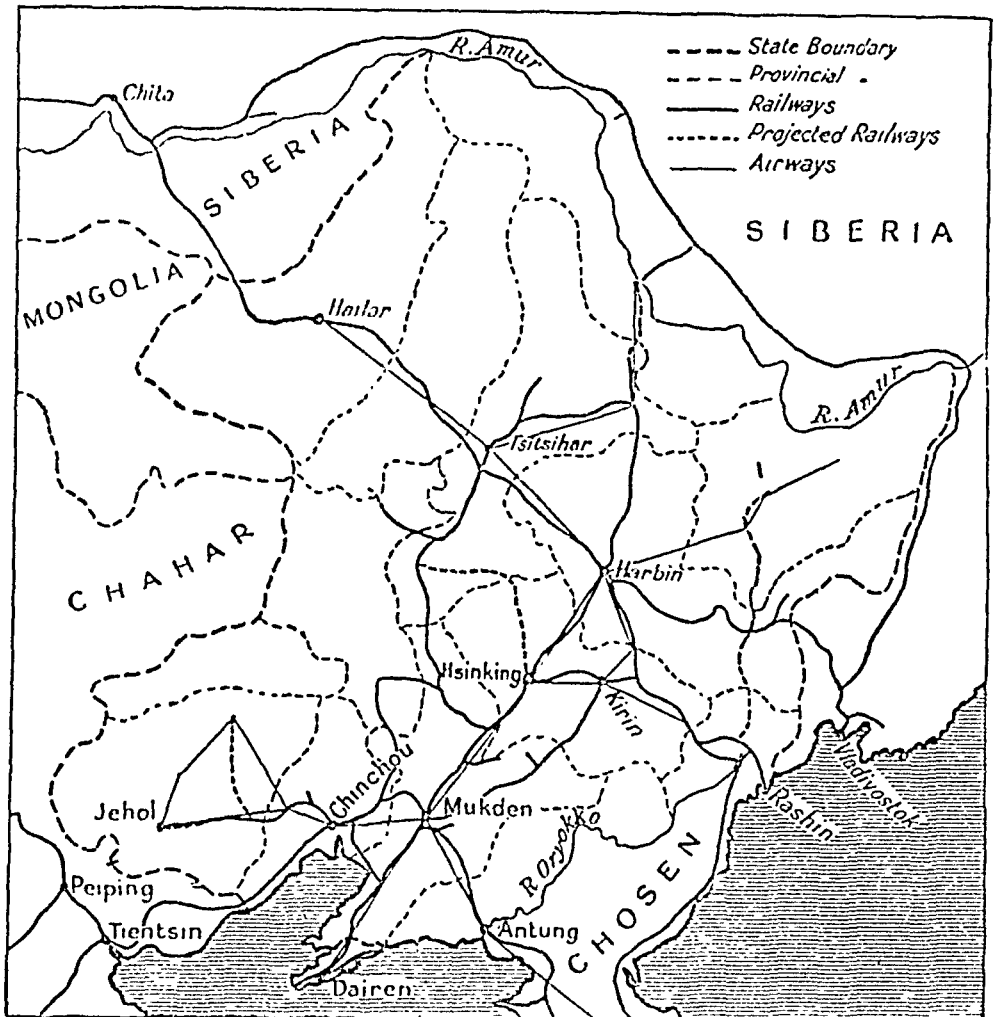 R. Amur
State Boundary
Provincial "
Railways
Projected Railways
Airways
Chita
SIBERIA
SIBERIA
MONGOLIA
Hailar
R. Amur
Tsitsihar
CHAHAR
Harbin
Hsinking
Kirin
Chinchou
Vladivostok
Rashin
Jehol
Mukden
R Oryokko
CHOSEN
Peiping
Tientsin
Antung
Dairen